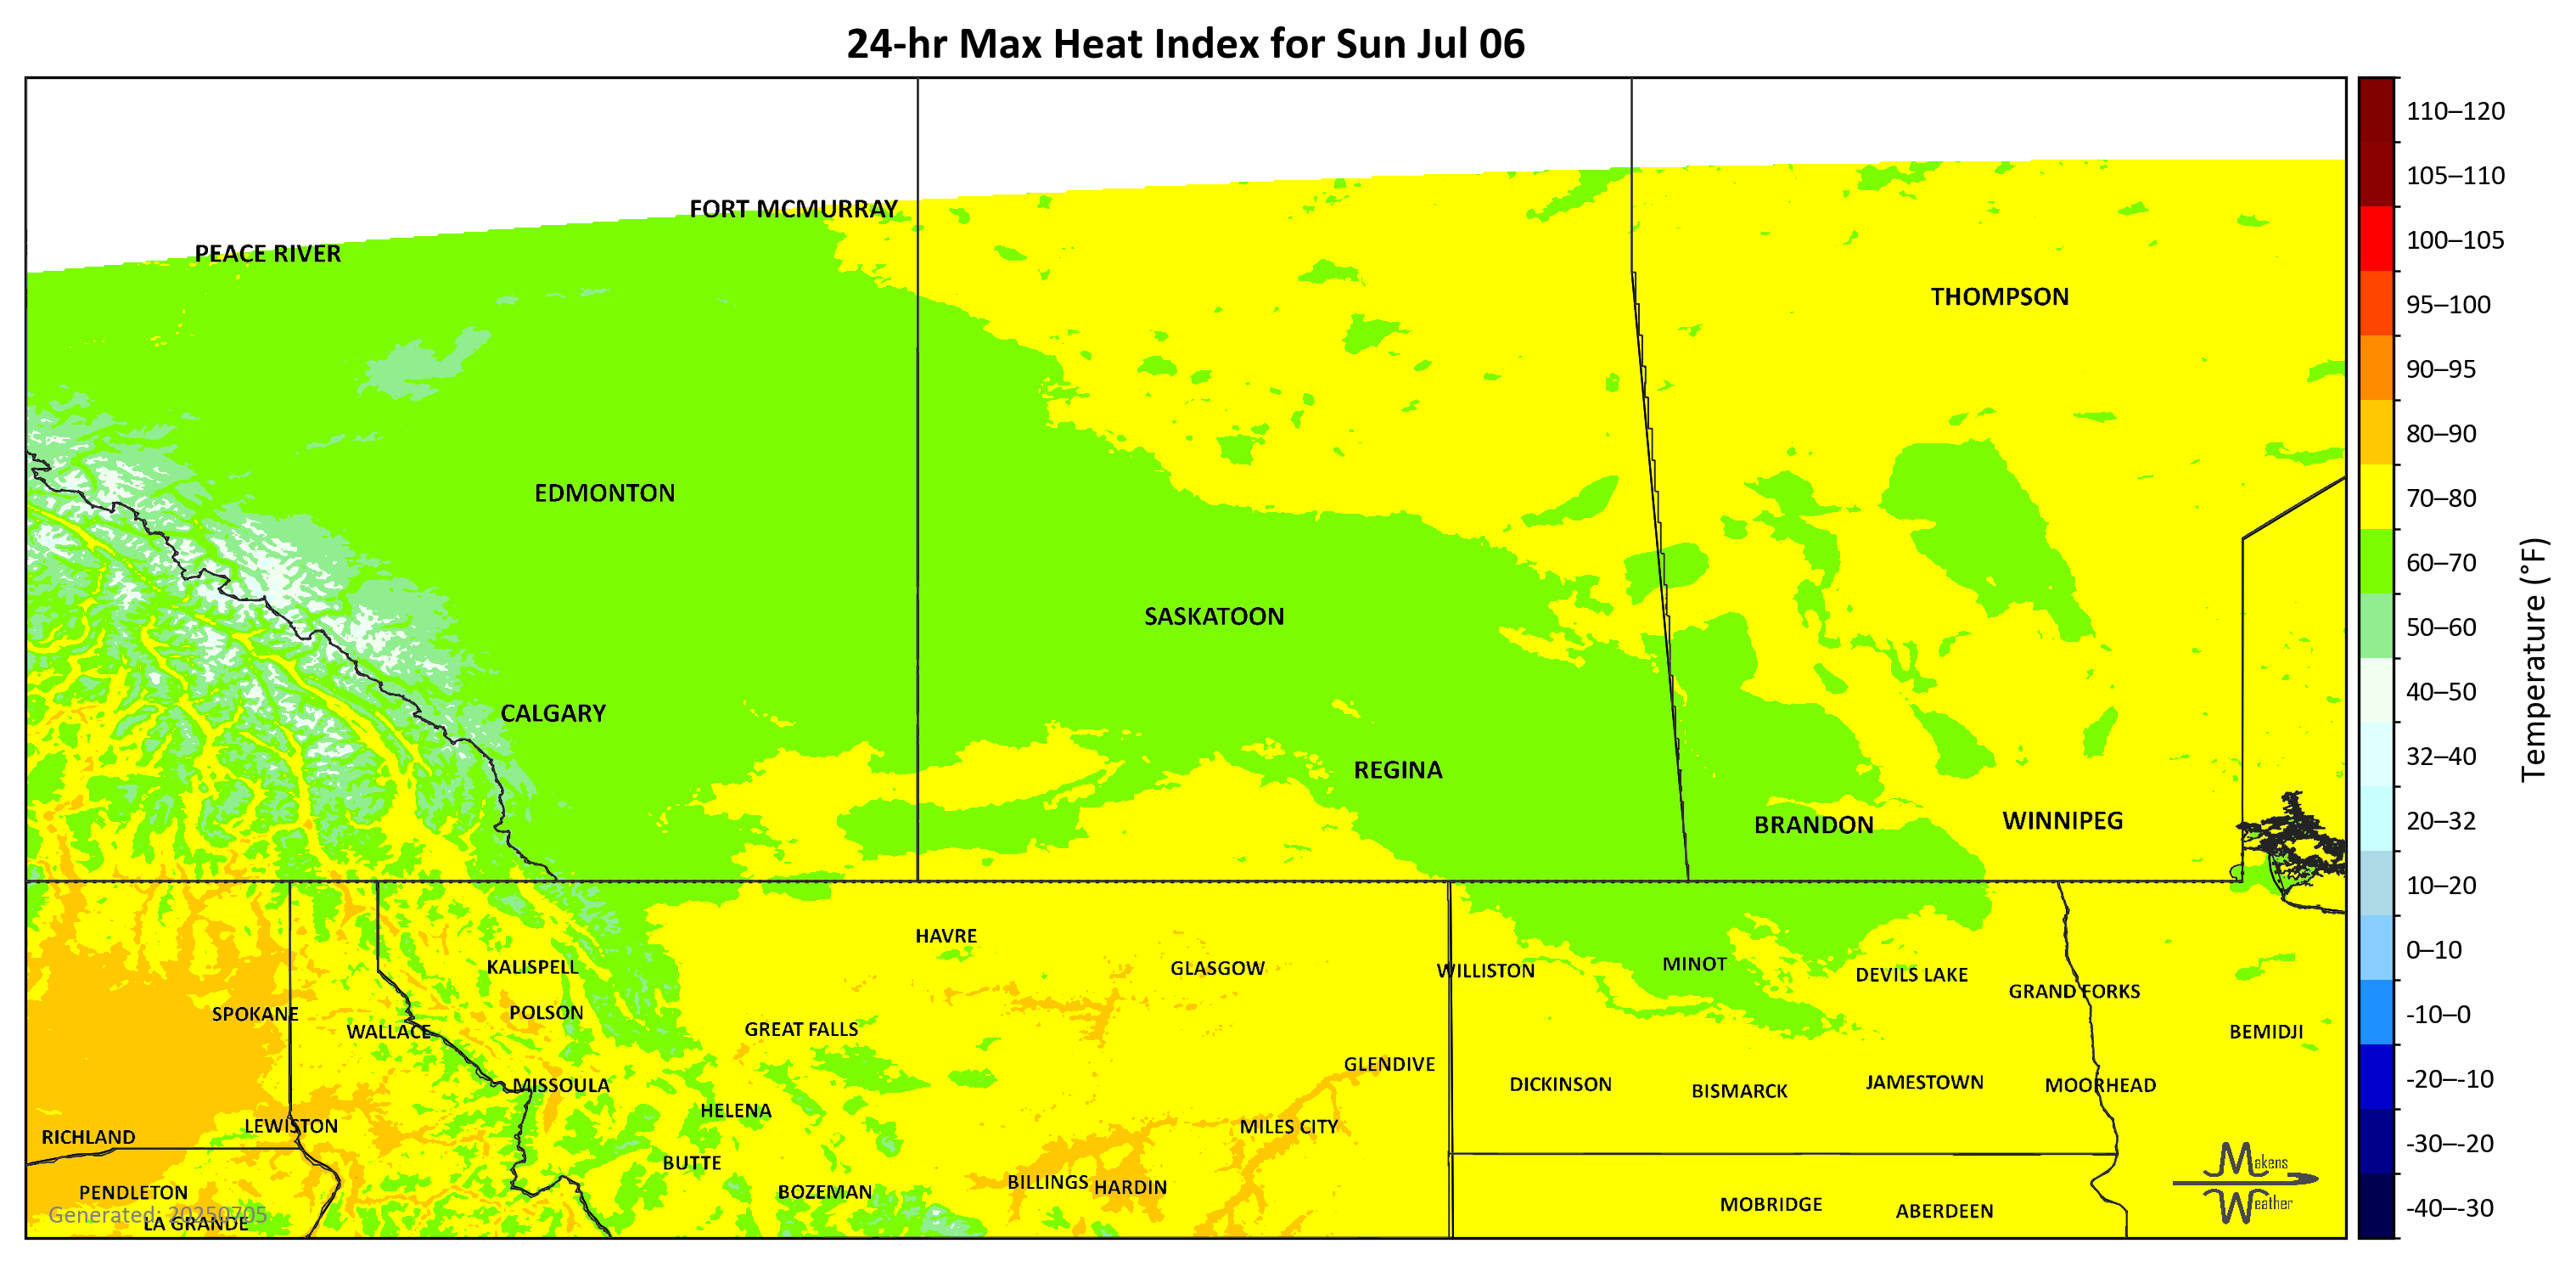 24-hr Max Heat Index for Sun Jul 06
FORT MCMURRAY
PEACE RIVER
THOMPSON
EDMONTON
SASKATOON
CALGARY
REGINA
BRANDON
WINNIPEG
HAVRE
KALISPELL
GLASGOW
WILLISTON
MINOT
DEVILS LAKE
GRAND FORKS
SPOKANE
POLSON
WALLACE
GREAT FALLS
BEMIDJI
GLENDIVE
MISSOULA
DICKINSON
BISMARCK
JAMESTOWN
MOORHEAD
HELENA
LEWISTON
MILES CITY
RICHLAND
BUTTE
BILLINGS
HARDIN
BOZEMAN
PENDLETON
MOBRIDGE
ABERDEEN
Generated: 20250705
LA GRANDE
Makens
Weather
110–120
105–110
100–105
95–100
90–95
80–90
70–80
60–70
50–60
40–50
32–40
20–32
10–20
0–10
-10–0
-20–-10
-30–-20
-40–-30
Temperature (°F)